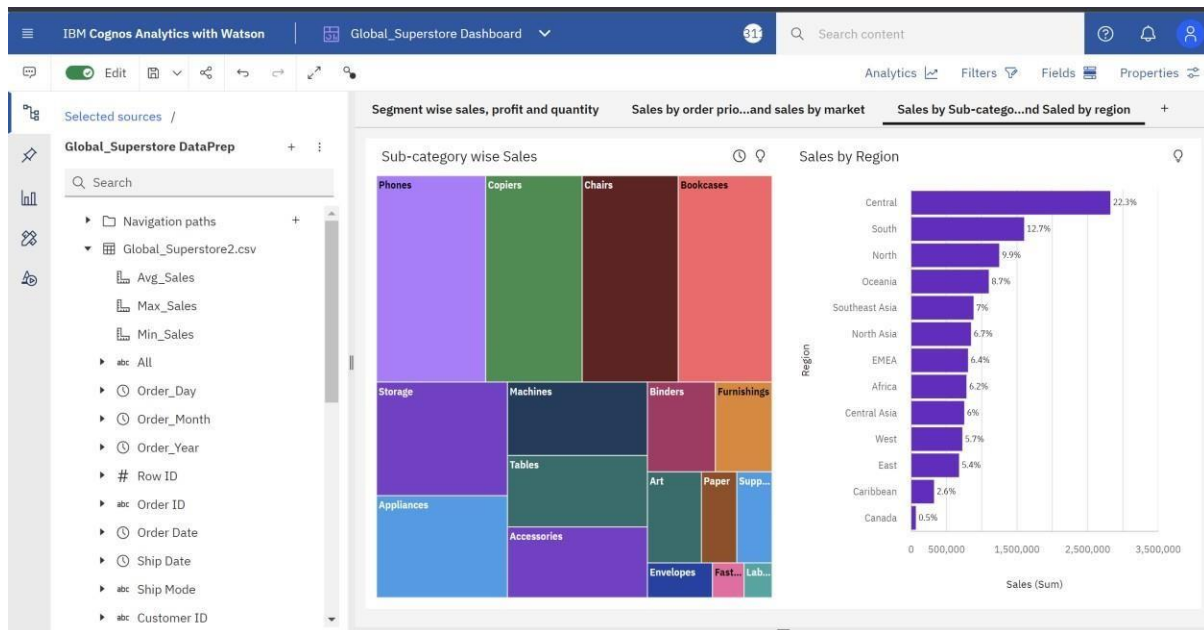 IBM Cognos Analytics with Watson
Global_Superstore Dashboard
311
Search content
Edit
Analytics
Filters
Fields
Properties
Selected sources /
Global_Superstore DataPrep
Search
Navigation paths
Global_Superstore2.csv
Avg_Sales
Max_Sales
Min_Sales
abc All
Order_Day
Order_Month
Order_Year
# Row ID
abc Order ID
Order Date
Ship Date
abc Ship Mode
abc Customer ID
Segment wise sales, profit and quantity
Sales by order prio...and sales by market
Sales by Sub-catego...nd Saled by region
Sub-category wise Sales
Phones
Copiers
Chairs
Bookcases
Storage
Machines
Binders
Furnishings
Tables
Art
Paper
Supp...
Appliances
Accessories
Envelopes
Fast...
Lab...
Sales by Region
Region
Central 22.3%
South 12.7%
North 9.9%
Oceania 8.7%
Southeast Asia 7%
North Asia 6.7%
EMEA 6.4%
Africa 6.2%
Central Asia 6%
West 5.7%
East 5.4%
Caribbean 2.6%
Canada 0.5%
0 500,000 1,500,000 2,500,000 3,500,000
Sales (Sum)